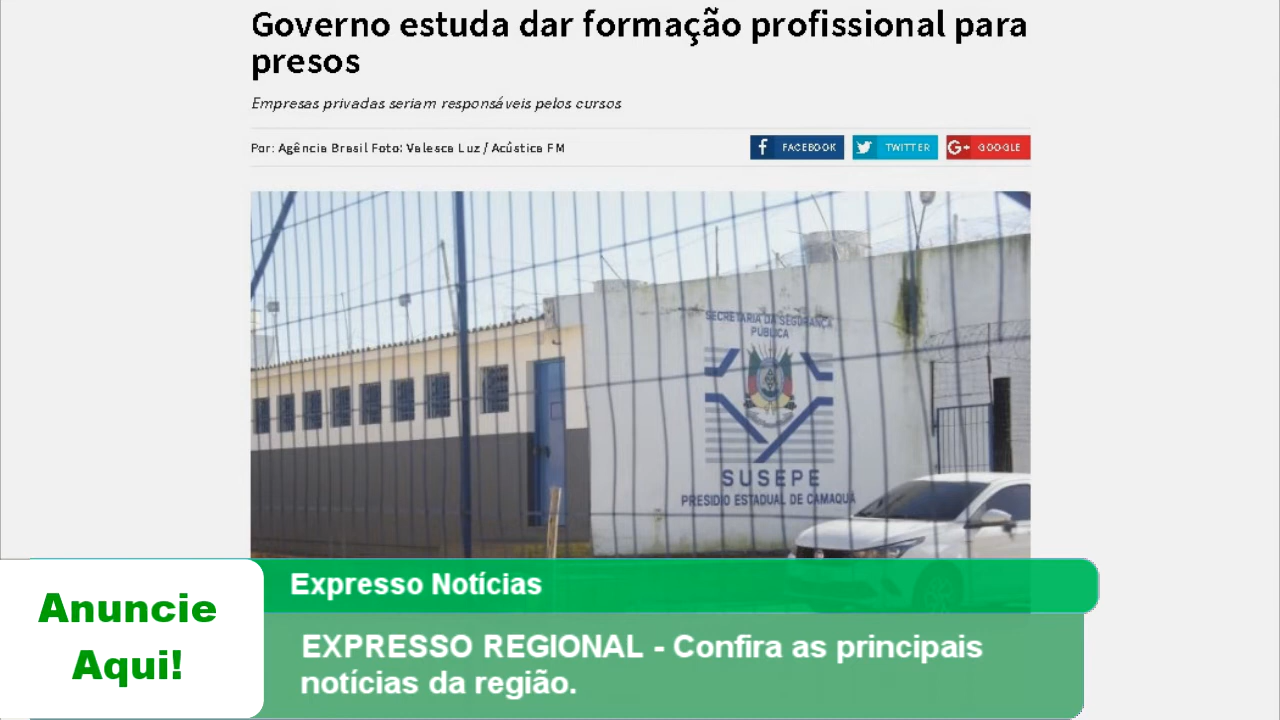 Governo estuda dar formação profissional para
presos
Empresas privadas seriam responsáveis pelos cursos
Por: Agência Brasil Foto: Valesca Luz / Acústica FM
FACEBOOK
TWITTER
GOOGLE
SECRETARIA DA SEGURANÇA
PÚBLICA
SUSEPE
PRESIDIO ESTADUAL DE CAMAQUA
Expresso Notícias
Anuncie
Aqui!
EXPRESSO REGIONAL - Confira as principais
notícias da região.